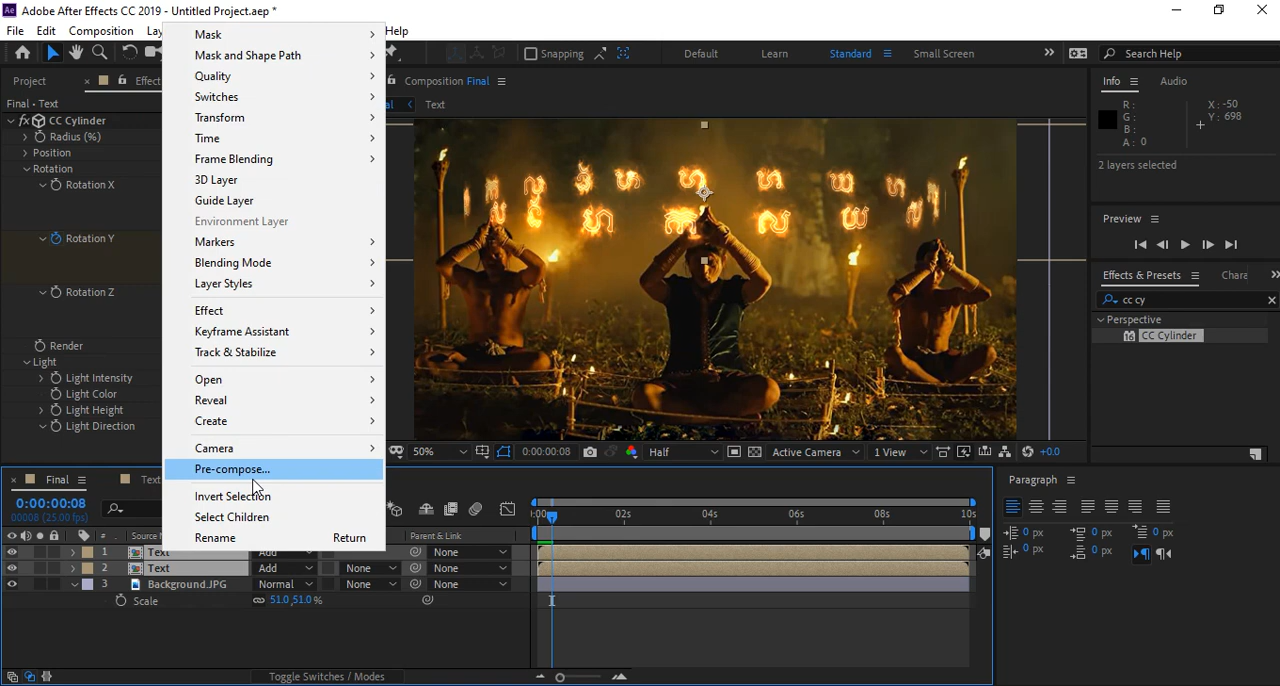 Adobe After Effects CC 2019 - Untitled Project.aep *
File Edit Composition Lay Help
Snapping Default Learn Standard Small Screen Search Help
Project Effect Composition Final
Final - Text
Text
CC Cylinder
Radius (%)
Position
Rotation
Rotation X
Rotation Y
Rotation Z
Render
Light
Light Intensity
Light Color
Light Height
Light Direction
Mask
Mask and Shape Path
Quality
Switches
Transform
Time
Frame Blending
3D Layer
Guide Layer
Environment Layer
Markers
Blending Mode
Layer Styles
Effect
Keyframe Assistant
Track & Stabilize
Open
Reveal
Create
Camera
Pre-compose...
Invert Selection
Select Children
Rename Return
Info Audio
R: X: -50
G: Y: 698
B:
A: 0
2 layers selected
Preview
Effects & Presets Chara
cc cy
Perspective
CC Cylinder
50% 0:00:00:08 Half Active Camera 1 View +0.0
Paragraph
0 px 0 px 0 px
0 px 0 px
Final Text
0:00:00:08
00008 (25.00 fps)
:00 02s 04s 06s 08s 10s
# Source Parent & Link
1 Text Add None
2 Text Add None None
3 Background.JPG Normal None None
Scale 51.0,51.0 %
Toggle Switches / Modes